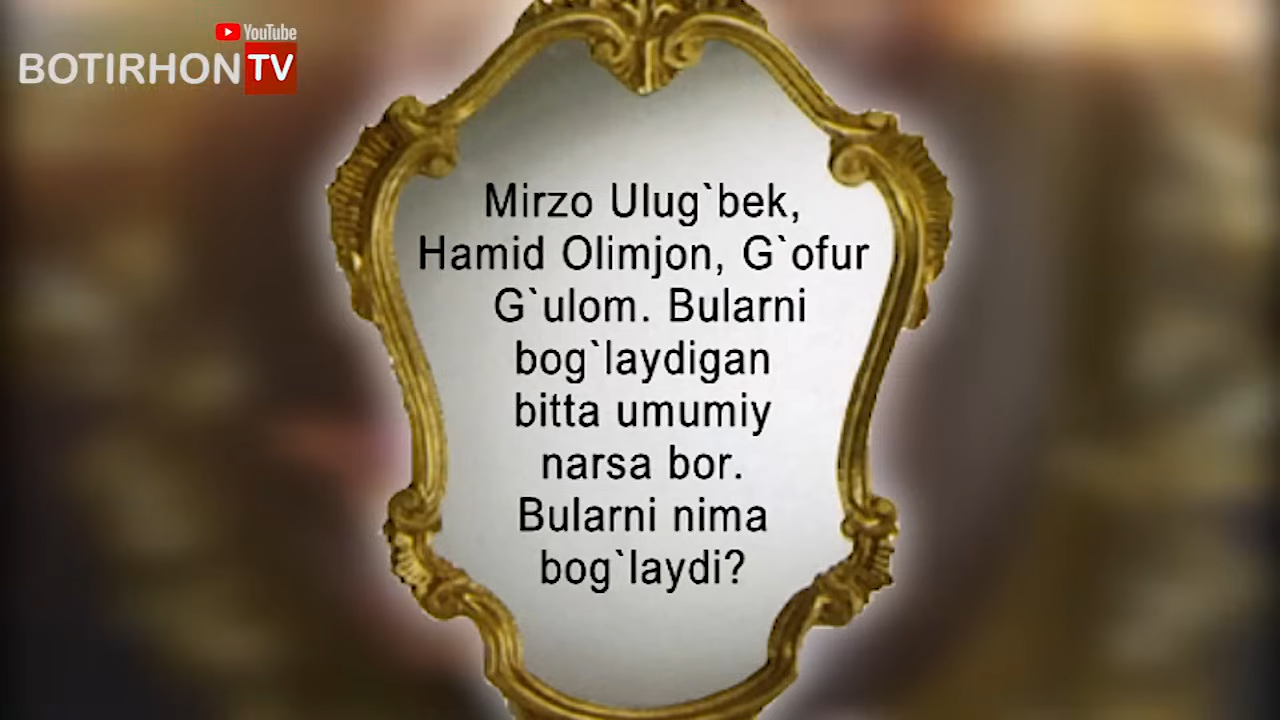 YouTube
BOTIRHON TV
Mirzo Ulug`bek,
Hamid Olimjon, G`ofur
G`ulom. Bularni
bog`laydigan
bitta umumiy
narsa bor.
Bularni nima
bog`laydi?